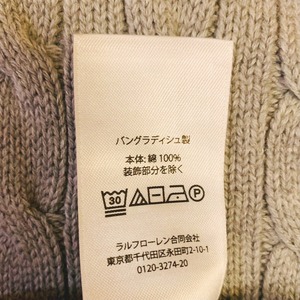 バングラディシュ製
本体: 綿 100%
装飾部分を除く
30 P
ラルフローレン合同会社
東京都千代田区永田町2-10-1
0120-3274-20